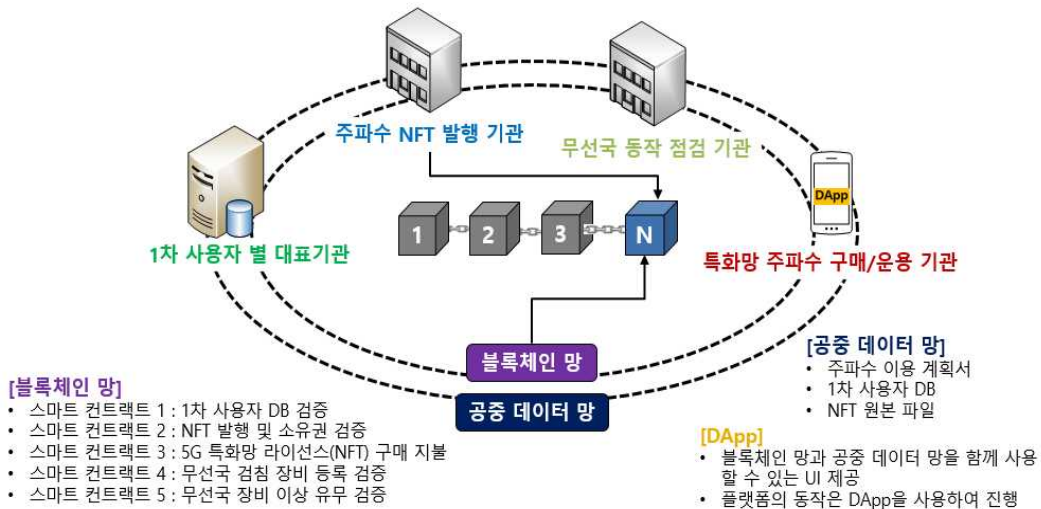 주파수 NFT 발행 기관
무선국 동작 점검 기관
DApp
1
2
3
N
1차 사용자 별 대표기관
특화망 주파수 구매/운용 기관
블록체인 망
공중 데이터 망
[블록체인 망]
• 스마트 컨트랙트 1 : 1차 사용자 DB 검증
• 스마트 컨트랙트 2 : NFT 발행 및 소유권 검증
• 스마트 컨트랙트 3 : 5G 특화망 라이선스(NFT) 구매 지불
• 스마트 컨트랙트 4 : 무선국 검침 장비 등록 검증
• 스마트 컨트랙트 5 : 무선국 장비 이상 유무 검증
[공중 데이터 망]
• 주파수 이용 계획서
• 1차 사용자 DB
• NFT 원본 파일
[DApp]
• 블록체인 망과 공중 데이터 망을 함께 사용
할 수 있는 UI 제공
• 플랫폼의 동작은 DApp을 사용하여 진행